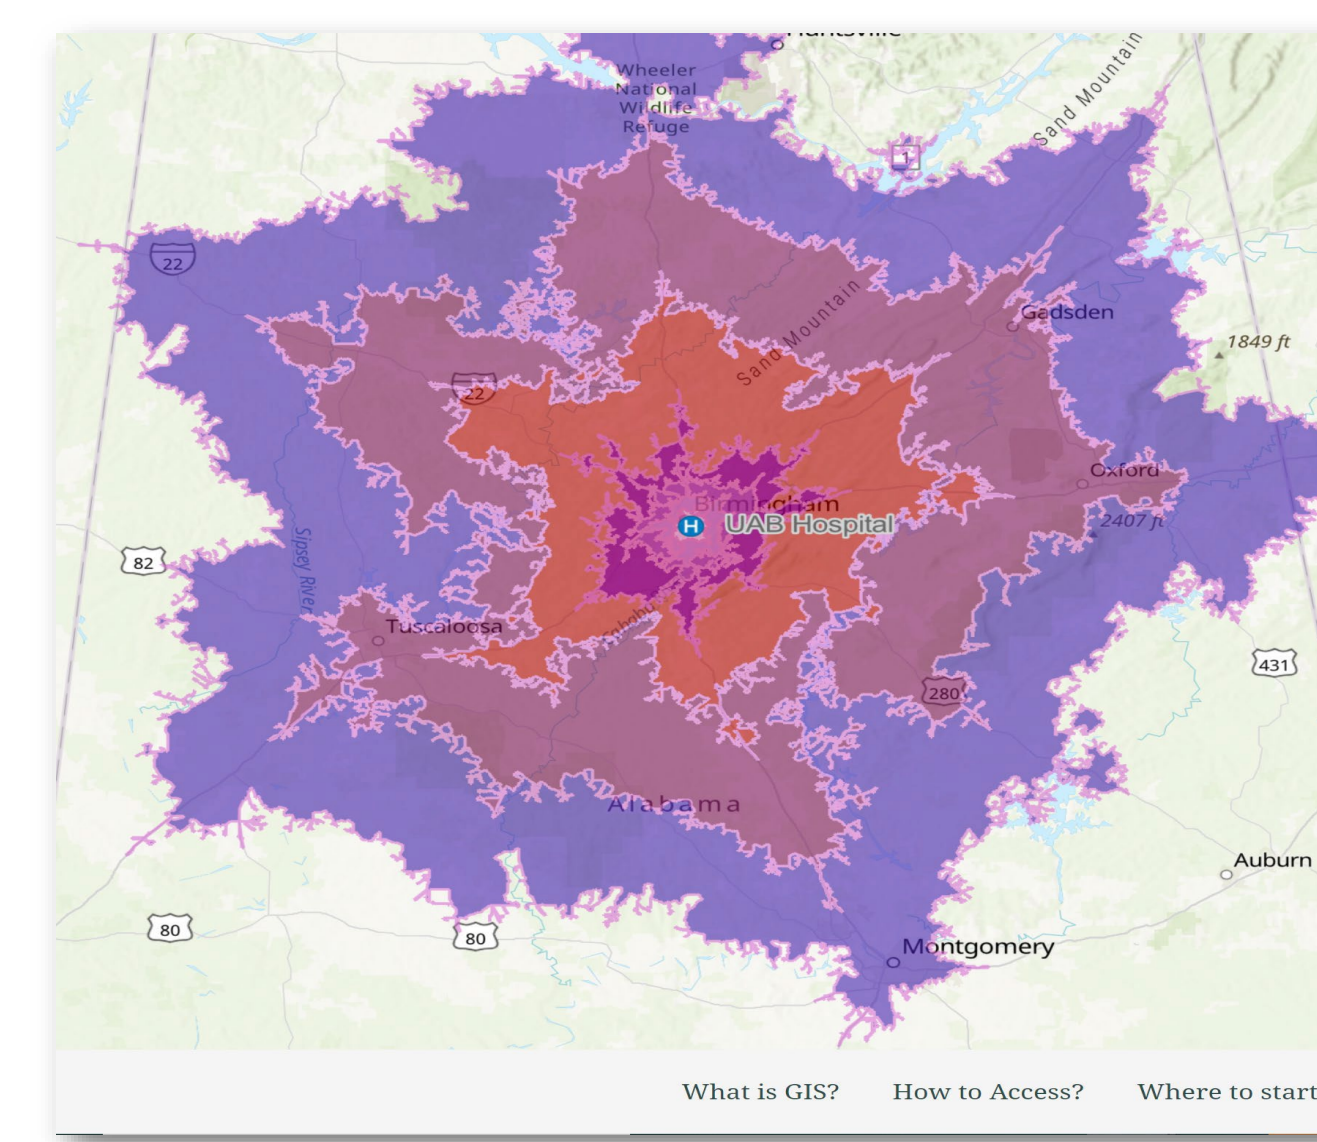 Huntsville
Wheeler
National
Wildlife
Refuge
Sand Mountain
1
22
Gadsden
1849 ft
Sand Mountain
22
Oxford
Birmingham
H UAB Hospital
2407 ft
Sipsey River
82
Tuscaloosa
431
280
Alabama
Auburn
80
80
Montgomery
What is GIS? How to Access? Where to start